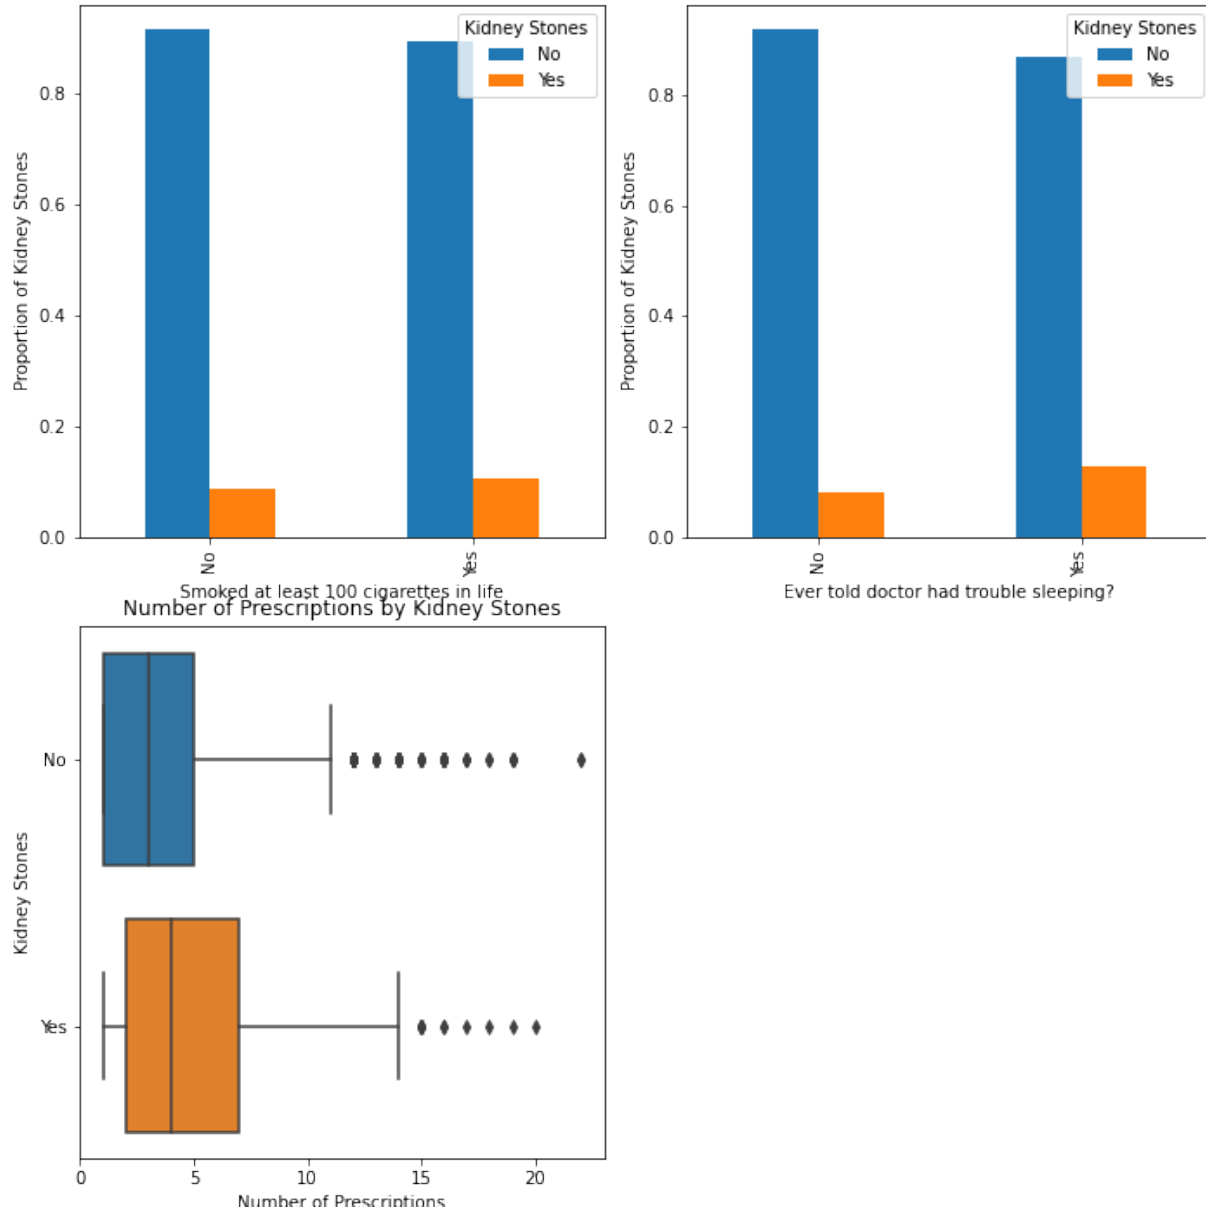 Kidney Stones
No
Yes
0.8
0.6
0.4
0.2
0.0
Proportion of Kidney Stones
No
Yes
Smoked at least 100 cigarettes in life
Kidney Stones
No
Yes
0.8
0.6
0.4
0.2
0.0
Proportion of Kidney Stones
No
Yes
Ever told doctor had trouble sleeping?
Number of Prescriptions by Kidney Stones
No
Yes
Kidney Stones
0 5 10 15 20
Number of Prescriptions